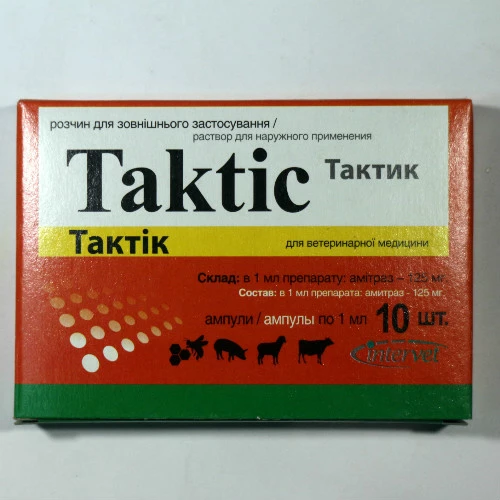 розчин для зовнішнього застосування /
раствор для наружного применения
Taktic Тактик
Тактік
для ветеринарної медицини
Склад: в 1 мл препарату: амітраз - 125 мг
Состав: в 1 мл препарата: амитраз - 125 мг.
ампули / ампулы по 1 мл 10 шт.
intervet